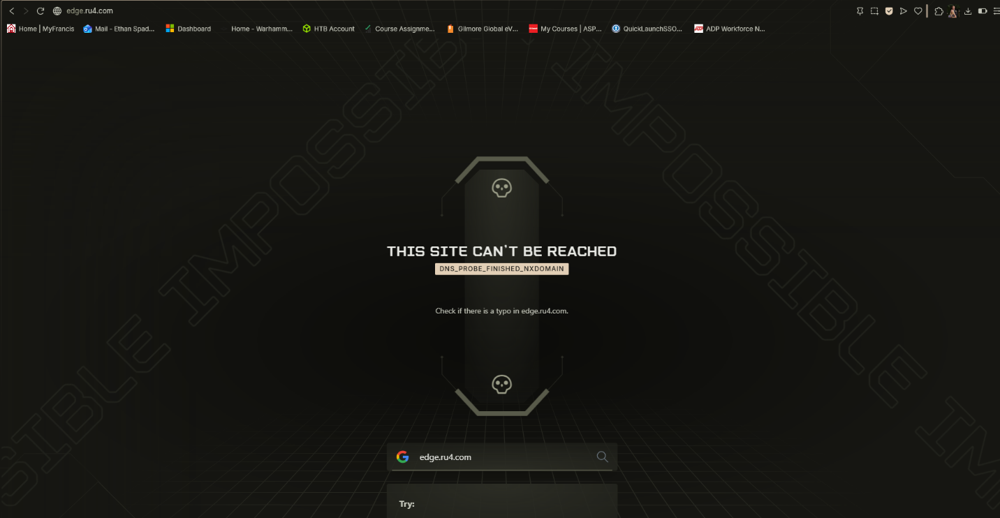 edge.ru4.com
Home | MyFrancis Mail - Ethan Spad... Dashboard Home - Warhamm... HTB Account Course Assignme... Gilmore Global eV... My Courses | ASP... QuickLaunchSSO... ADP Workforce N...
IMPOSSIBLE IMPOSSIBLE
THIS SITE CAN'T BE REACHED
DNS_PROBE_FINISHED_NXDOMAIN
Check if there is a typo in edge.ru4.com.
edge.ru4.com
Try: